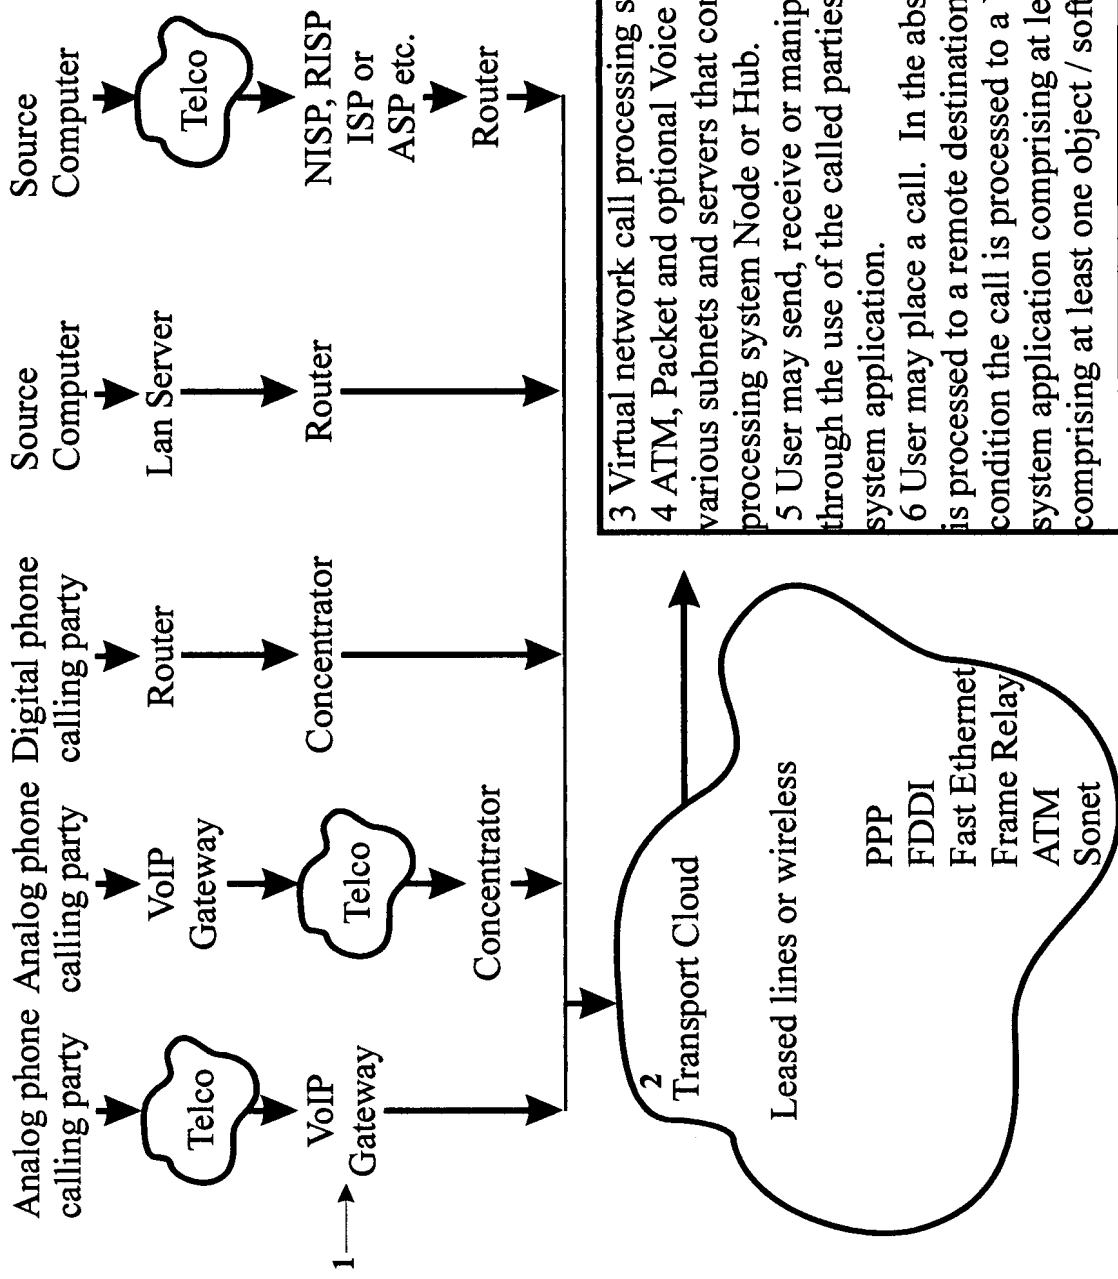 Analog phone
calling party
Telco
VoIP
1
Gateway
Analog phone
calling party
VoIP
Gateway
Telco
Concentrator
Digital phone
calling party
Router
Concentrator
Source
Computer
Lan Server
Router
Source
Computer
Telco
NISP, RISP
ISP or
ASP etc.
Router
2
Transport Cloud
Leased lines or wireless
PPP
FDDI
Fast Ethernet
Frame Relay
ATM
Sonet
3 Virtual network call processing
4 ATM, Packet and optional Voice
various subnets and servers that
processing system Node or Hub.
5 User may send, receive or manip
through the use of the called parties
system application.
6 User may place a call. In the abs
is processed to a remote destination
condition the call is processed to a
system application comprising at le
comprising at least one object / soft